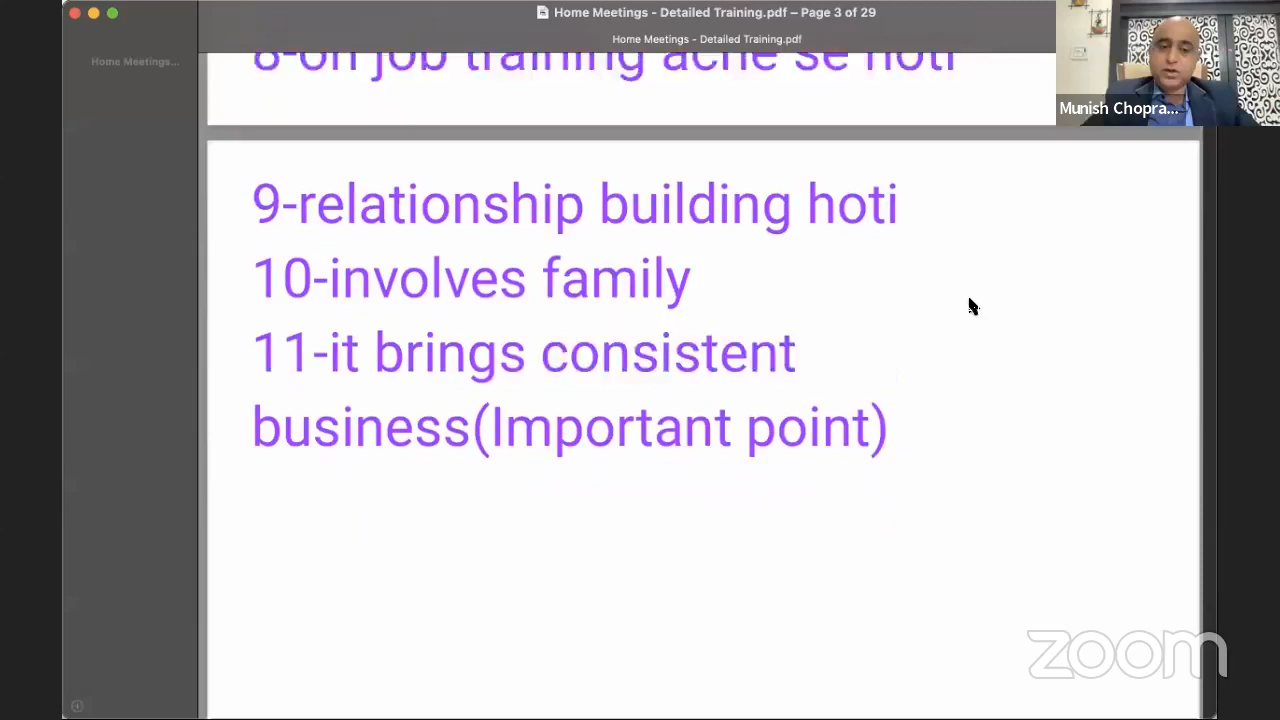 Home Meetings - Detailed Training.pdf – Page 3 of 29
Home Meetings - Detailed Training.pdf
Home Meetings...
8-on job training ache se hoti
Munish Chopra...
9-relationship building hoti
10-involves family
11-it brings consistent
business(Important point)
zoom